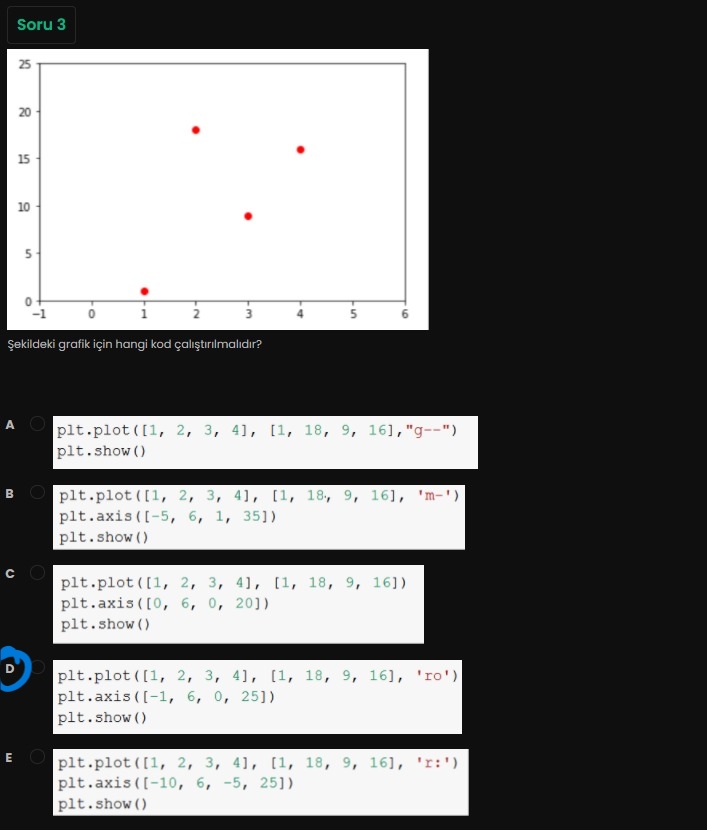 Soru 3
25
20
15
10
5
0
-1 0 1 2 3 4 5 6
Şekildeki grafik için hangi kod çalıştırılmalıdır?
A
plt.plot([1, 2, 3, 4], [1, 18, 9, 16],"g--")
plt.show()
B
plt.plot([1, 2, 3, 4], [1, 18, 9, 16], 'm-')
plt.axis([-5, 6, 1, 35])
plt.show()
C
plt.plot([1, 2, 3, 4], [1, 18, 9, 16])
plt.axis([0, 6, 0, 20])
plt.show()
D
plt.plot([1, 2, 3, 4], [1, 18, 9, 16], 'ro')
plt.axis([-1, 6, 0, 25])
plt.show()
E
plt.plot([1, 2, 3, 4], [1, 18, 9, 16], 'r:')
plt.axis([-10, 6, -5, 25])
plt.show()